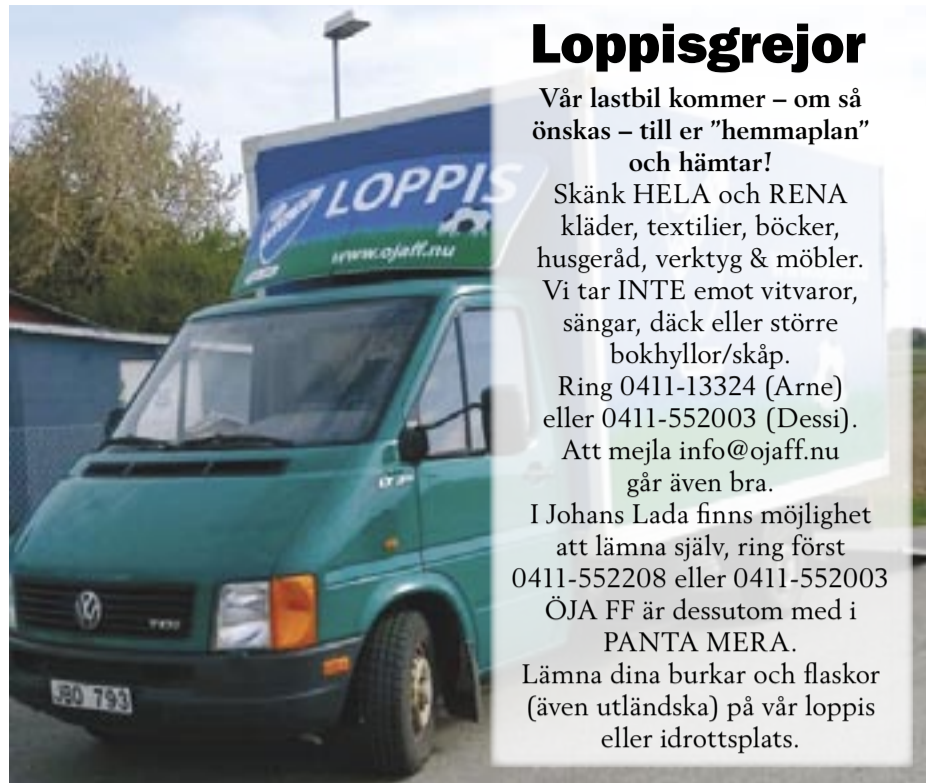 Loppisgrejor
Vår lastbil kommer – om så
önskas – till er ”hemmaplan”
och hämtar!
Skänk HELA och RENA
kläder, textilier, böcker,
husgeråd, verktyg & möbler.
Vi tar INTE emot vitvaror,
sängar, däck eller större
bokhyllor/skåp.
Ring 0411-13324 (Arne)
eller 0411-552003 (Dessi).
Att mejla info@ojaff.nu
går även bra.
I Johans Lada finns möjlighet
att lämna själv, ring först
0411-552208 eller 0411-552003
ÖJA FF är dessutom med i
PANTA MERA.
Lämna dina burkar och flaskor
(även utländska) på vår loppis
eller idrottsplats.
LOPPIS
www.ojaff.nu
TDI
JBO 793